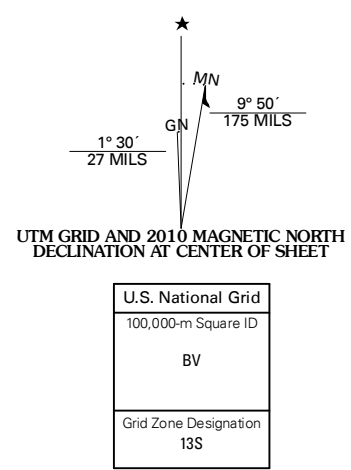 ★
MN
9° 50´
175 MILS
GN
1° 30´
27 MILS
UTM GRID AND 2010 MAGNETIC NORTH
DECLINATION AT CENTER OF SHEET
U.S. National Grid
100,000-m Square ID
BV
Grid Zone Designation
13S